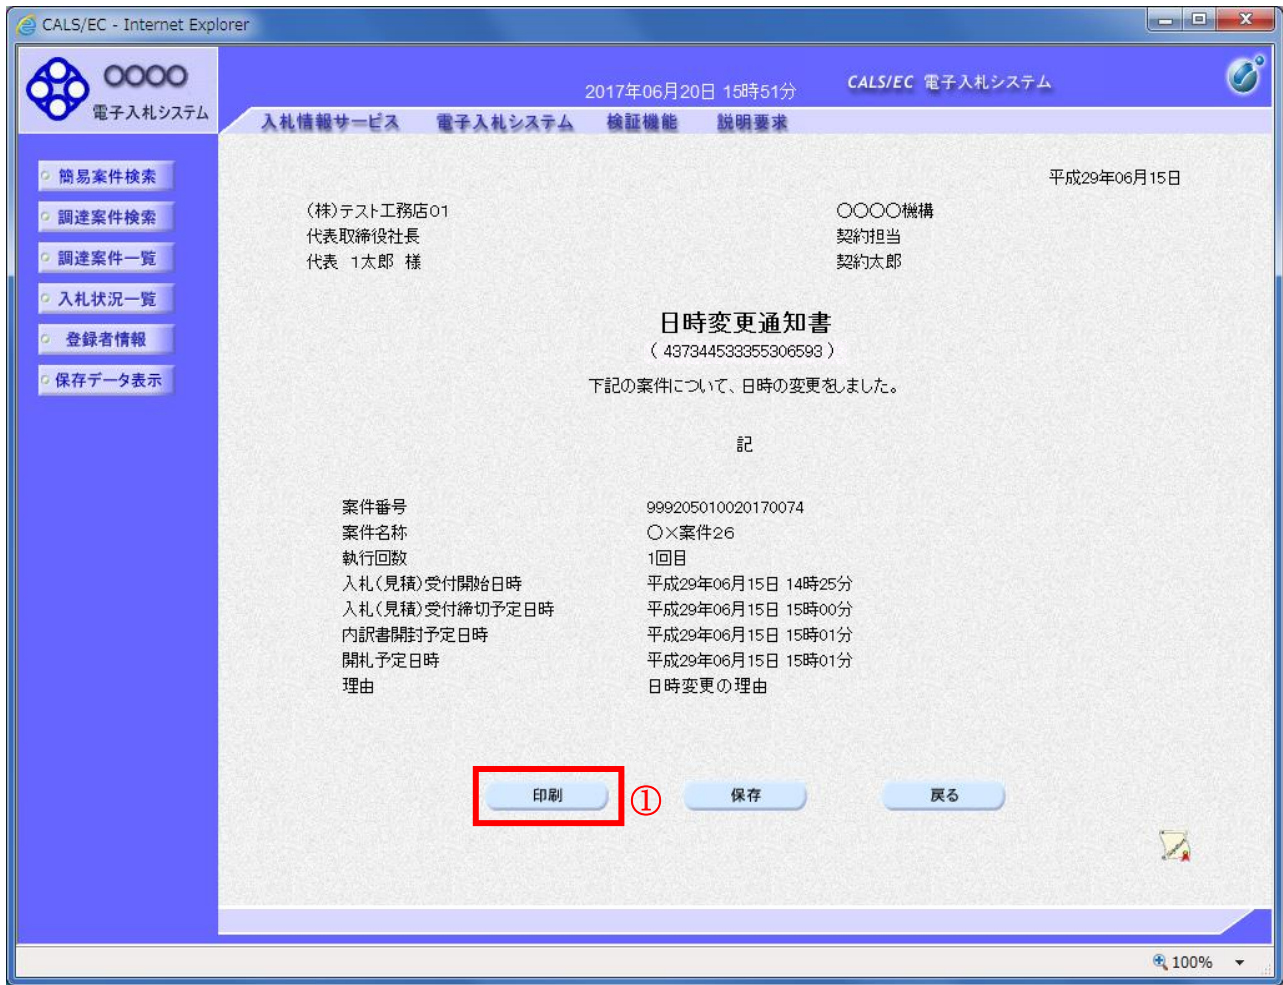 CALS/EC - Internet Explorer
〇〇〇〇
電子入札システム
2017年06月20日 15時51分
CALS/EC 電子入札システム
入札情報サービス 電子入札システム 検証機能 説明要求
簡易案件検索
調達案件検索
調達案件一覧
入札状況一覧
登録者情報
保存データ表示
平成29年06月15日
(株)テスト工務店01
代表取締役社長
代表 1太郎 様
〇〇〇〇機構
契約担当
契約太郎
日時変更通知書
( 437344533355306593 )
下記の案件について、日時の変更をしました。
記
案件番号 999205010020170074
案件名称 〇×案件26
執行回数 1回目
入札(見積)受付開始日時 平成29年06月15日 14時25分
入札(見積)受付締切予定日時 平成29年06月15日 15時00分
内訳書開封予定日時 平成29年06月15日 15時01分
開札予定日時 平成29年06月15日 15時01分
理由 日時変更の理由
印刷 ① 保存 戻る
100%